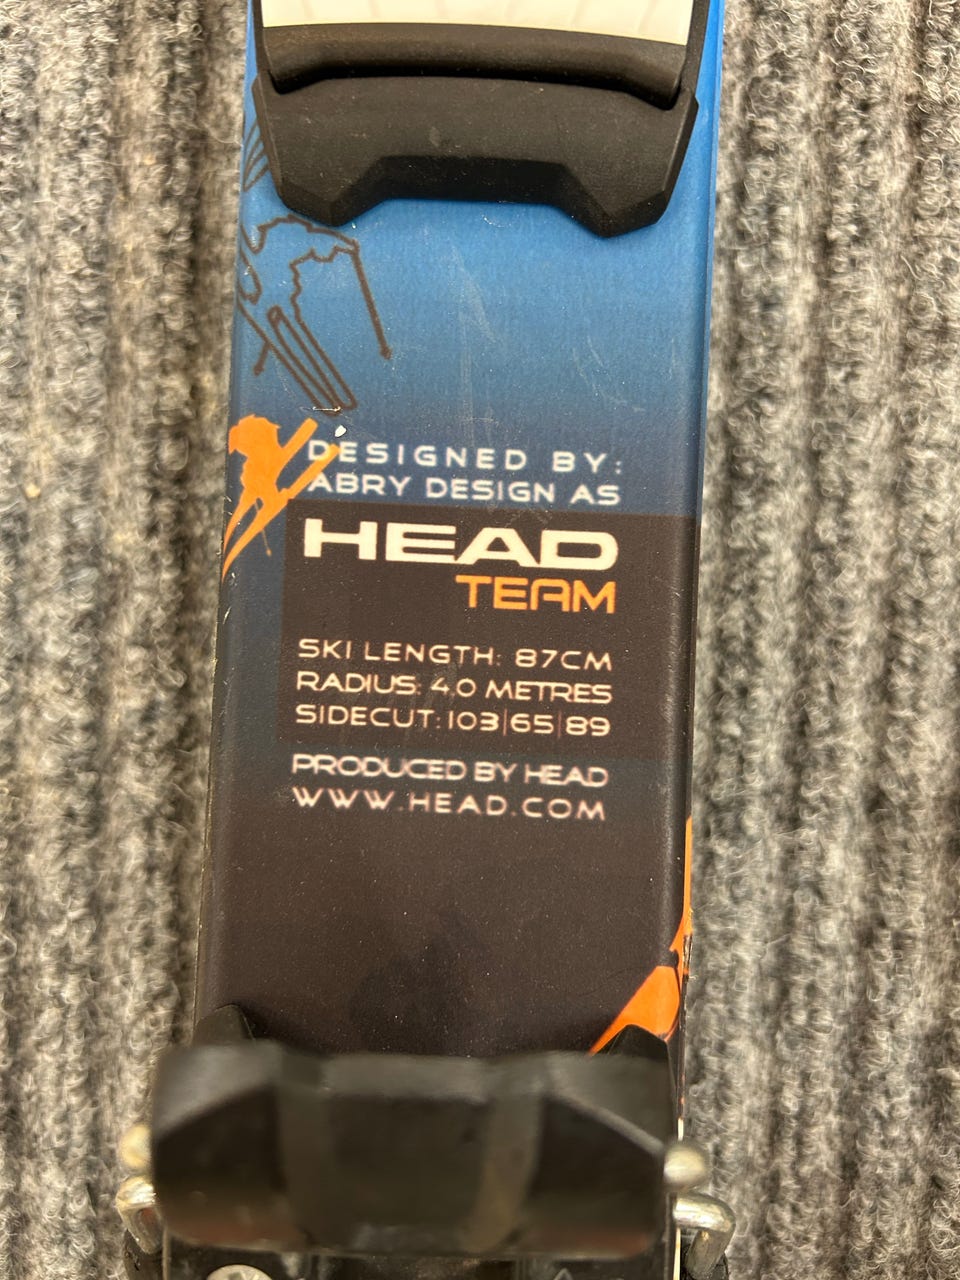 DESIGNED BY:
ABRY DESIGN AS
HEAD
TEAM
SKI LENGTH: 87CM
RADIUS: 4.0 METRES
SIDECUT: 103|65|89
PRODUCED BY HEAD
WWW.HEAD.COM